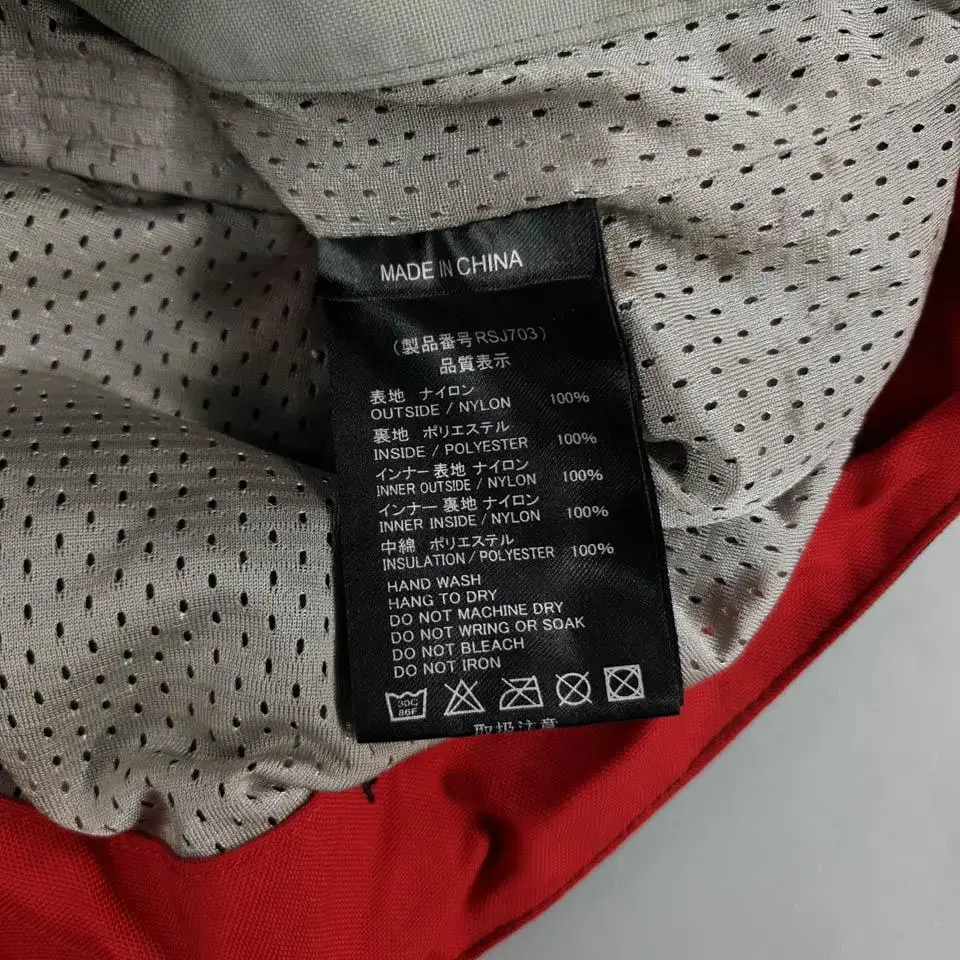 MADE IN CHINA
(製品番号RSJ703)
品質表示
表地 ナイロン
OUTSIDE / NYLON 100%
裏地 ポリエステル
INSIDE / POLYESTER 100%
インナー 表地 ナイロン
INNER OUTSIDE / NYLON 100%
インナー 裏地 ナイロン
INNER INSIDE / NYLON 100%
中綿 ポリエステル
INSULATION / POLYESTER 100%
HAND WASH
HANG TO DRY
DO NOT MACHINE DRY
DO NOT WRING OR SOAK
DO NOT BLEACH
DO NOT IRON
30C
86F
取扱注意